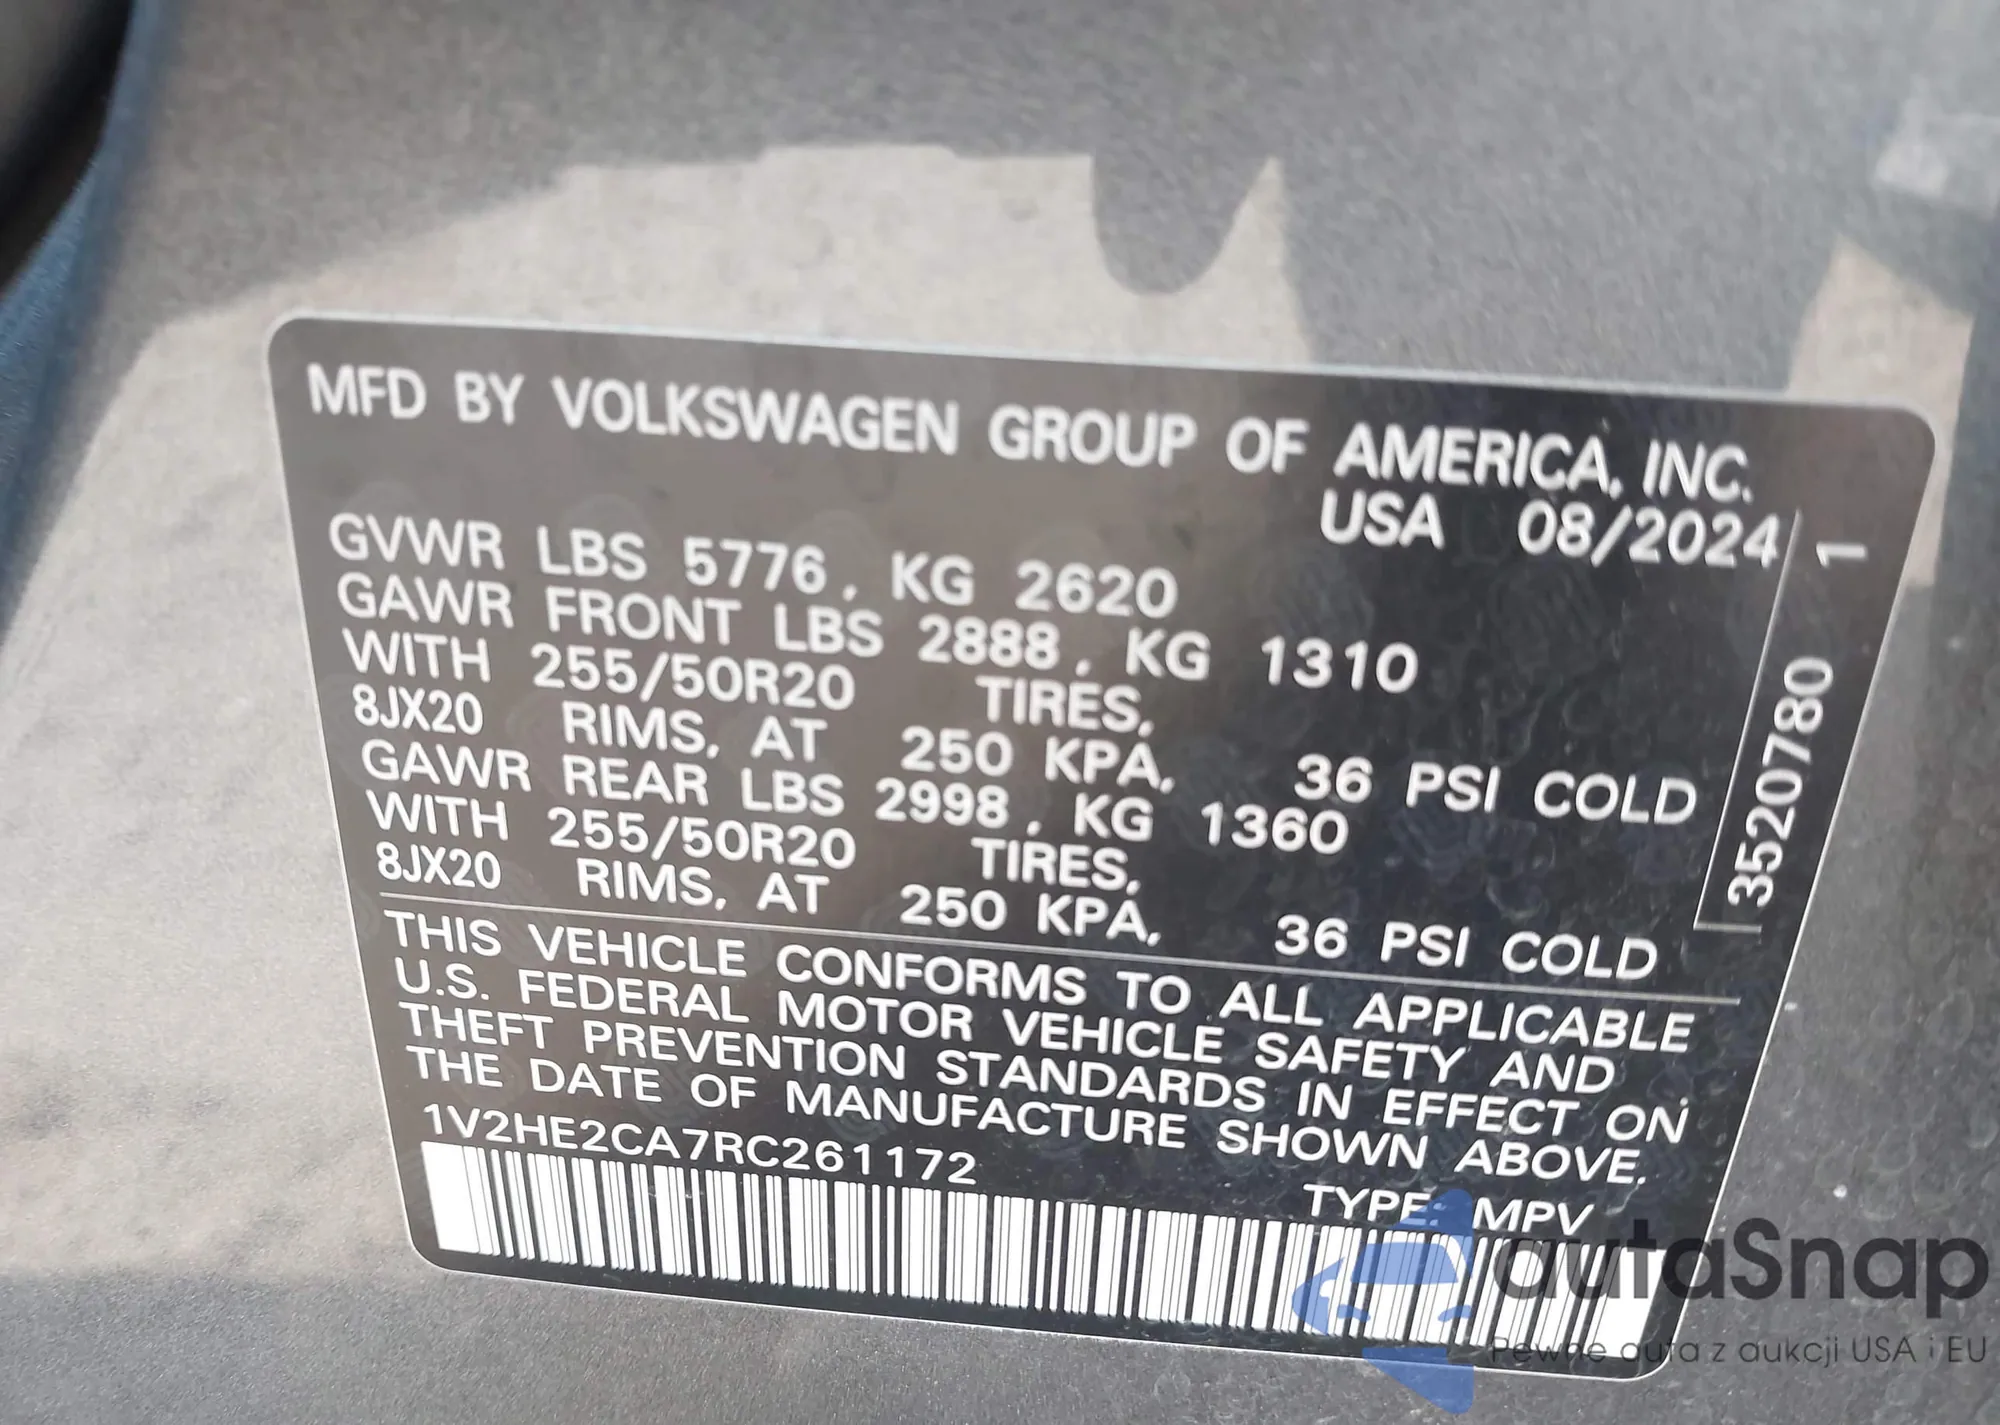 MFD BY VOLKSWAGEN GROUP OF AMERICA, INC.
USA 08/2024
GVWR LBS 5776, KG 2620
GAWR FRONT LBS 2888, KG 1310
WITH 255/50R20 TIRES,
8JX20 RIMS, AT 250 KPA, 36 PSI COLD
GAWR REAR LBS 2998, KG 1360
WITH 255/50R20 TIRES,
8JX20 RIMS, AT 250 KPA, 36 PSI COLD
3520780 1
THIS VEHICLE CONFORMS TO ALL APPLICABLE
U.S. FEDERAL MOTOR VEHICLE SAFETY AND
THEFT PREVENTION STANDARDS IN EFFECT ON
THE DATE OF MANUFACTURE SHOWN ABOVE.
1V2HE2CA7RC261172
TYPE: MPV
autaSnap
Pewne auta z aukcji USA i EU